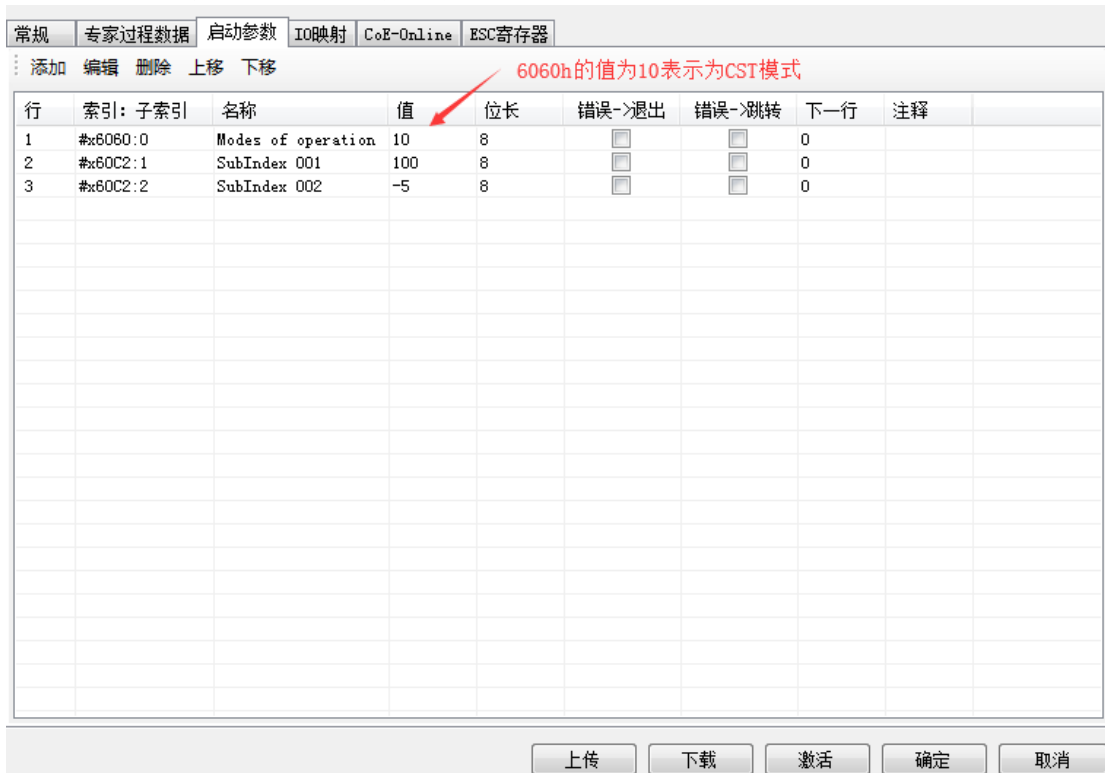 常规 专家过程数据 启动参数 IO映射 CoE-Online ESC寄存器
添加 编辑 删除 上移 下移
6060h的值为10表示为CST模式
行 索引: 子索引 名称 值 位长 错误->退出 错误->跳转 下一行 注释
1 #x6060:0 Modes of operation 10 8 0
2 #x60C2:1 SubIndex 001 100 8 0
3 #x60C2:2 SubIndex 002 -5 8 0
上传 下载 激活 确定 取消